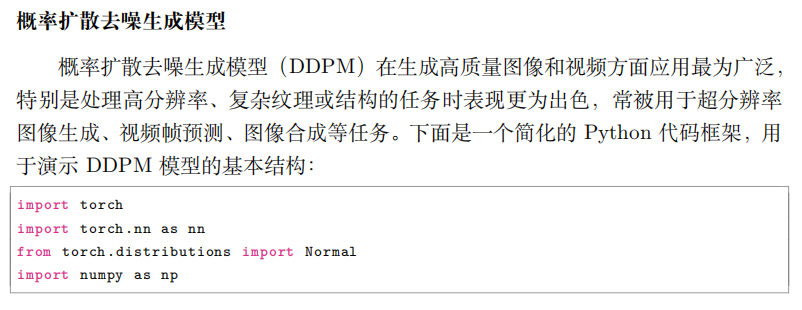 概率扩散去噪生成模型
概率扩散去噪生成模型（DDPM）在生成高质量图像和视频方面应用最为广泛，
特别是处理高分辨率、复杂纹理或结构的任务时表现更为出色，常被用于超分辨率
图像生成、视频帧预测、图像合成等任务。下面是一个简化的 Python 代码框架，用
于演示 DDPM 模型的基本结构：
import torch
import torch.nn as nn
from torch.distributions import Normal
import numpy as np